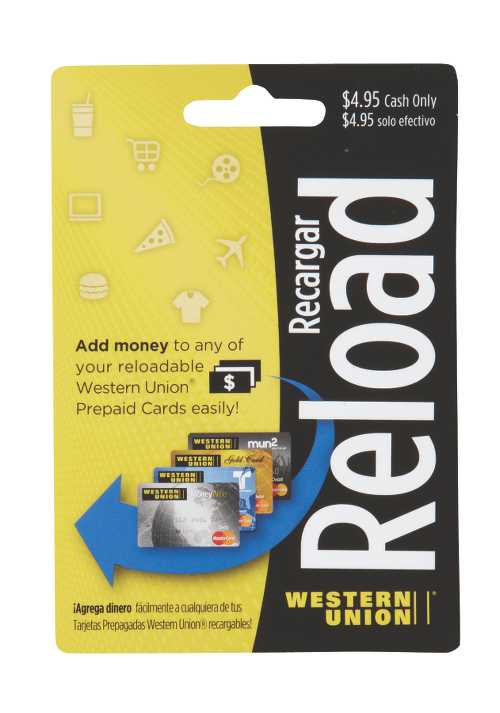 $4.95 Cash Only
$4.95 solo efectivo
Recargar
Reload
Add money to any of
your reloadable
Western Union®
Prepaid Cards easily!
$
WESTERN
UNION
mun2
WESTERN
UNION
Gold Card
WESTERN
UNION
WESTERN
UNION
MasterCard
¡Agrega dinero fácilmente a cualquiera de tus
Tarjetas Prepagadas Western Union® recargables!
WESTERN
UNION ®